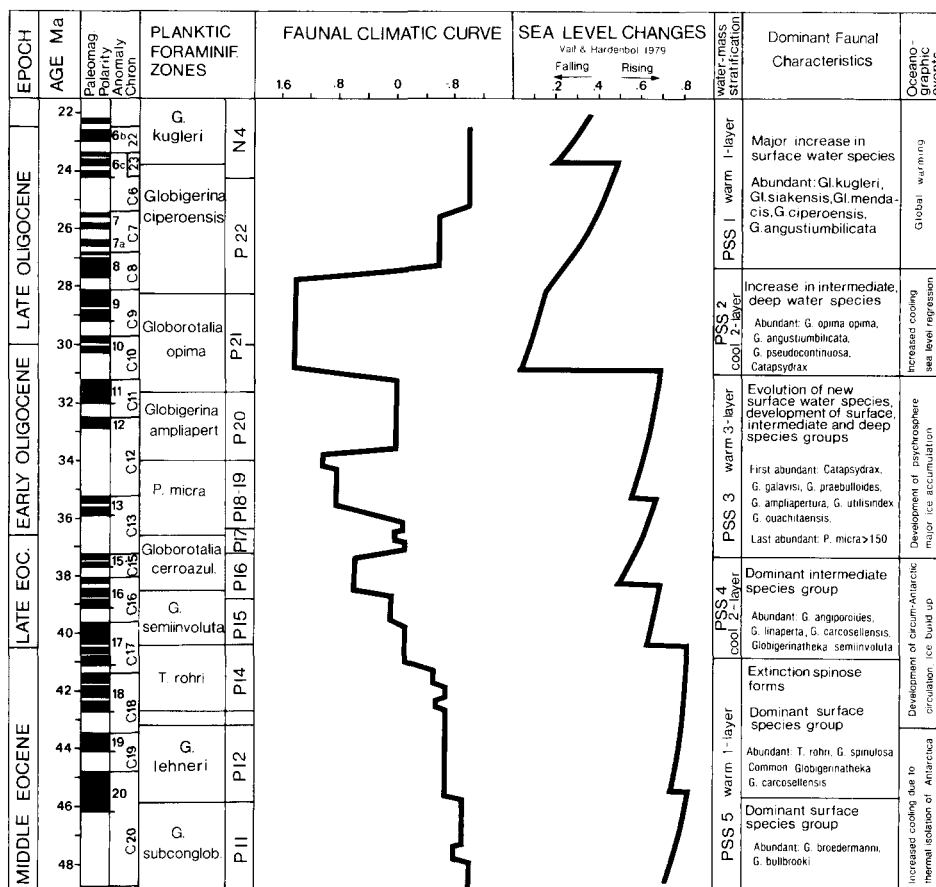 EPOCH
AGE Ma
Paleomag
Polarity
Anomaly
Chron
PLANKTIC
FORAMINIF.
ZONES
FAUNAL CLIMATIC CURVE
1.6 .8 0 -.8
SEA LEVEL CHANGES
Vail & Hardenbol 1979
Falling Rising
.2 .4 .6 .8
water-mass
stratification
Dominant Faunal
Characteristics
Oceano-
graphic
events
MIDDLE EOCENE
LATE EOC.
EARLY OLIGOCENE
LATE OLIGOCENE
22
24
26
28
30
32
34
36
38
40
42
44
46
48
6b
6c
7
7a
8
9
10
11
12
13
15
16
17
18
19
20
22
23
C6
C7
C8
C9
C10
C11
C12
C13
C15
C16
C17
C18
C19
C20
G.
kugleri
Globigerina
ciperoensis
Globorotalia
opima
Globigerina
ampliapert
P. micra
Globorotalia
cerroazul.
G.
semiinvoluta
T. rohri
G.
lehneri
G.
subconglob.
N4
P 22
P21
P20
P18-19
P17
P16
P15
P14
P12
P11
PSS 1 warm 1-layer
PSS 2
cool 2-layer
PSS 3 warm 3-layer
PSS 4
cool 2-layer
PSS 5 warm 1-layer
Major increase in
surface water species
Abundant: Gl.kugleri,
Gl.siakensis,Gl.menda-
cis,G.ciperoensis,
G.angustiumbilicata
Increase in intermediate,
deep water species
Abundant: G. opima opima,
G. angustiumbilicata,
G. pseudocontinuosa,
Catapsydrax
Evolution of new
surface water species,
development of surface,
intermediate and deep
species groups
First abundant: Catapsydrax,
G. galavisi, G. praebulloides,
G. ampliapertura, G. utilisindex
G. ouachitaensis.
Last abundant: P. micra>150
Dominant intermediate
species group
Abundant: G. angiporoides,
G. linaperta, G. carcosellensis,
Globigerinatheka semiinvoluta
Extinction spinose
forms
Dominant surface
species group
Abundant: T. rohri, G. spinulosa
Common Globigerinatheka
G. carcosellensis
Dominant surface
species group
Abundant: G. broedermanni,
G. bullbrooki
Global warming
Increased cooling
sea level regression
Development of psychrosphere
major ice accumulation
Development of circum-Antarctic
circulation, ice build up
Increased cooling due to
thermal isolation of Antarctica